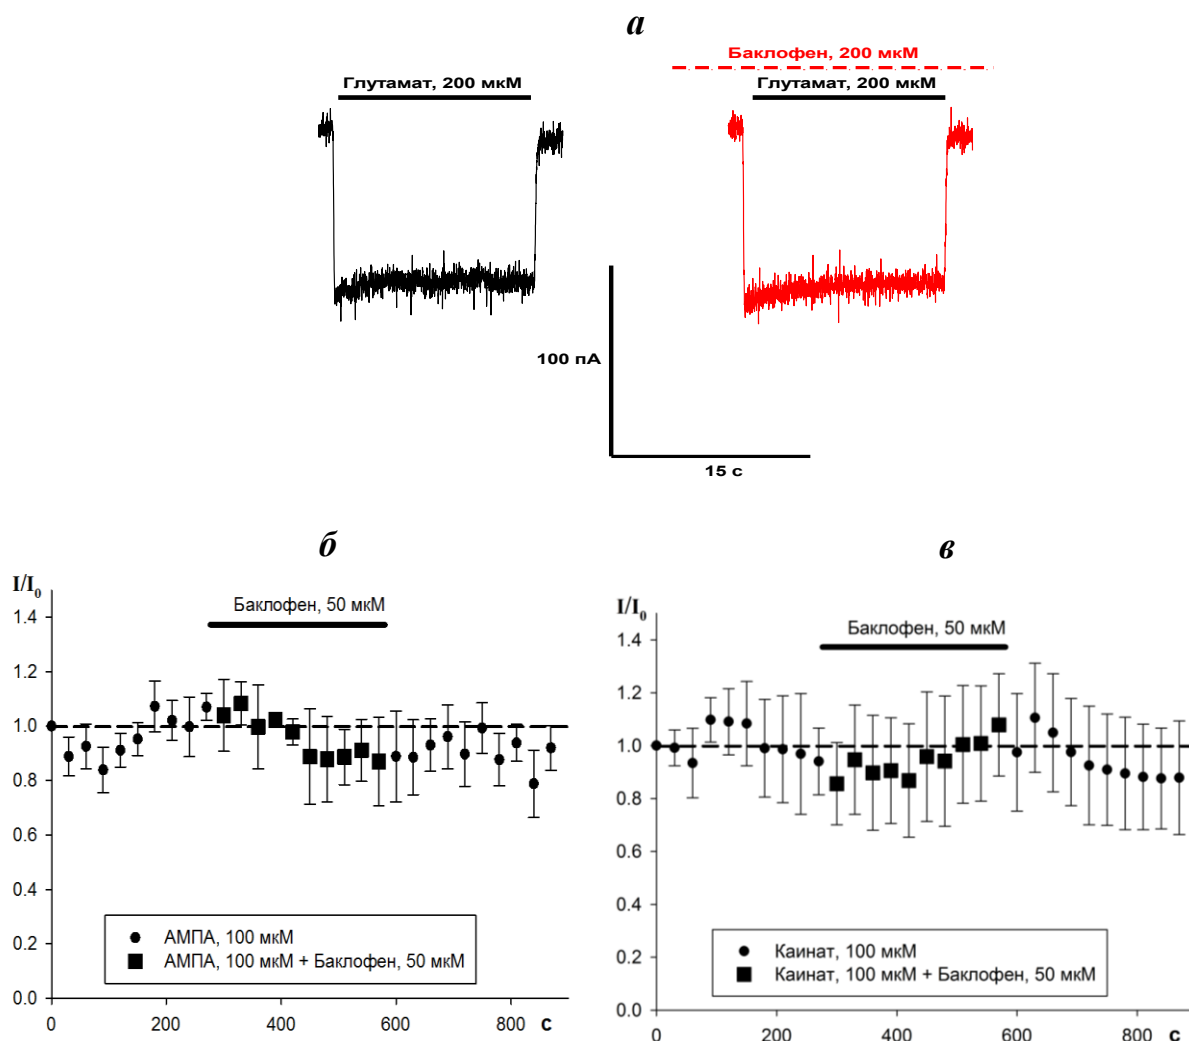 а
Баклофен, 200 мкМ
Глутамат, 200 мкМ
Глутамат, 200 мкМ
100 пА
15 с
б
I/I0
Баклофен, 50 мкМ
1.4
1.2
1.0
0.8
0.6
0.4
0.2
0.0
АМПА, 100 мкМ
АМПА, 100 мкМ + Баклофен, 50 мкМ
0
200
400
600
800
с
в
I/I0
Баклофен, 50 мкМ
1.4
1.2
1.0
0.8
0.6
0.4
0.2
0.0
Каинат, 100 мкМ
Каинат, 100 мкМ + Баклофен, 50 мкМ
0
200
400
600
800
с